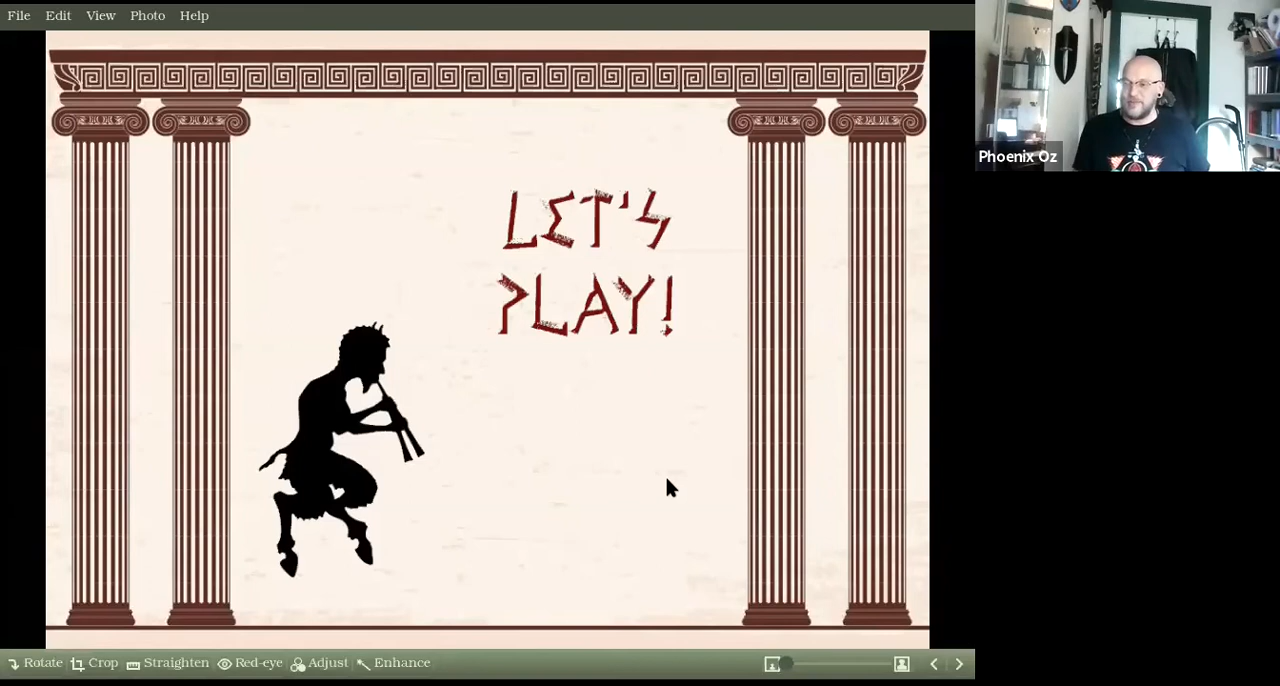 File Edit View Photo Help
LET'S
PLAY!
Phoenix Oz
Rotate Crop Straighten Red-eye Adjust Enhance